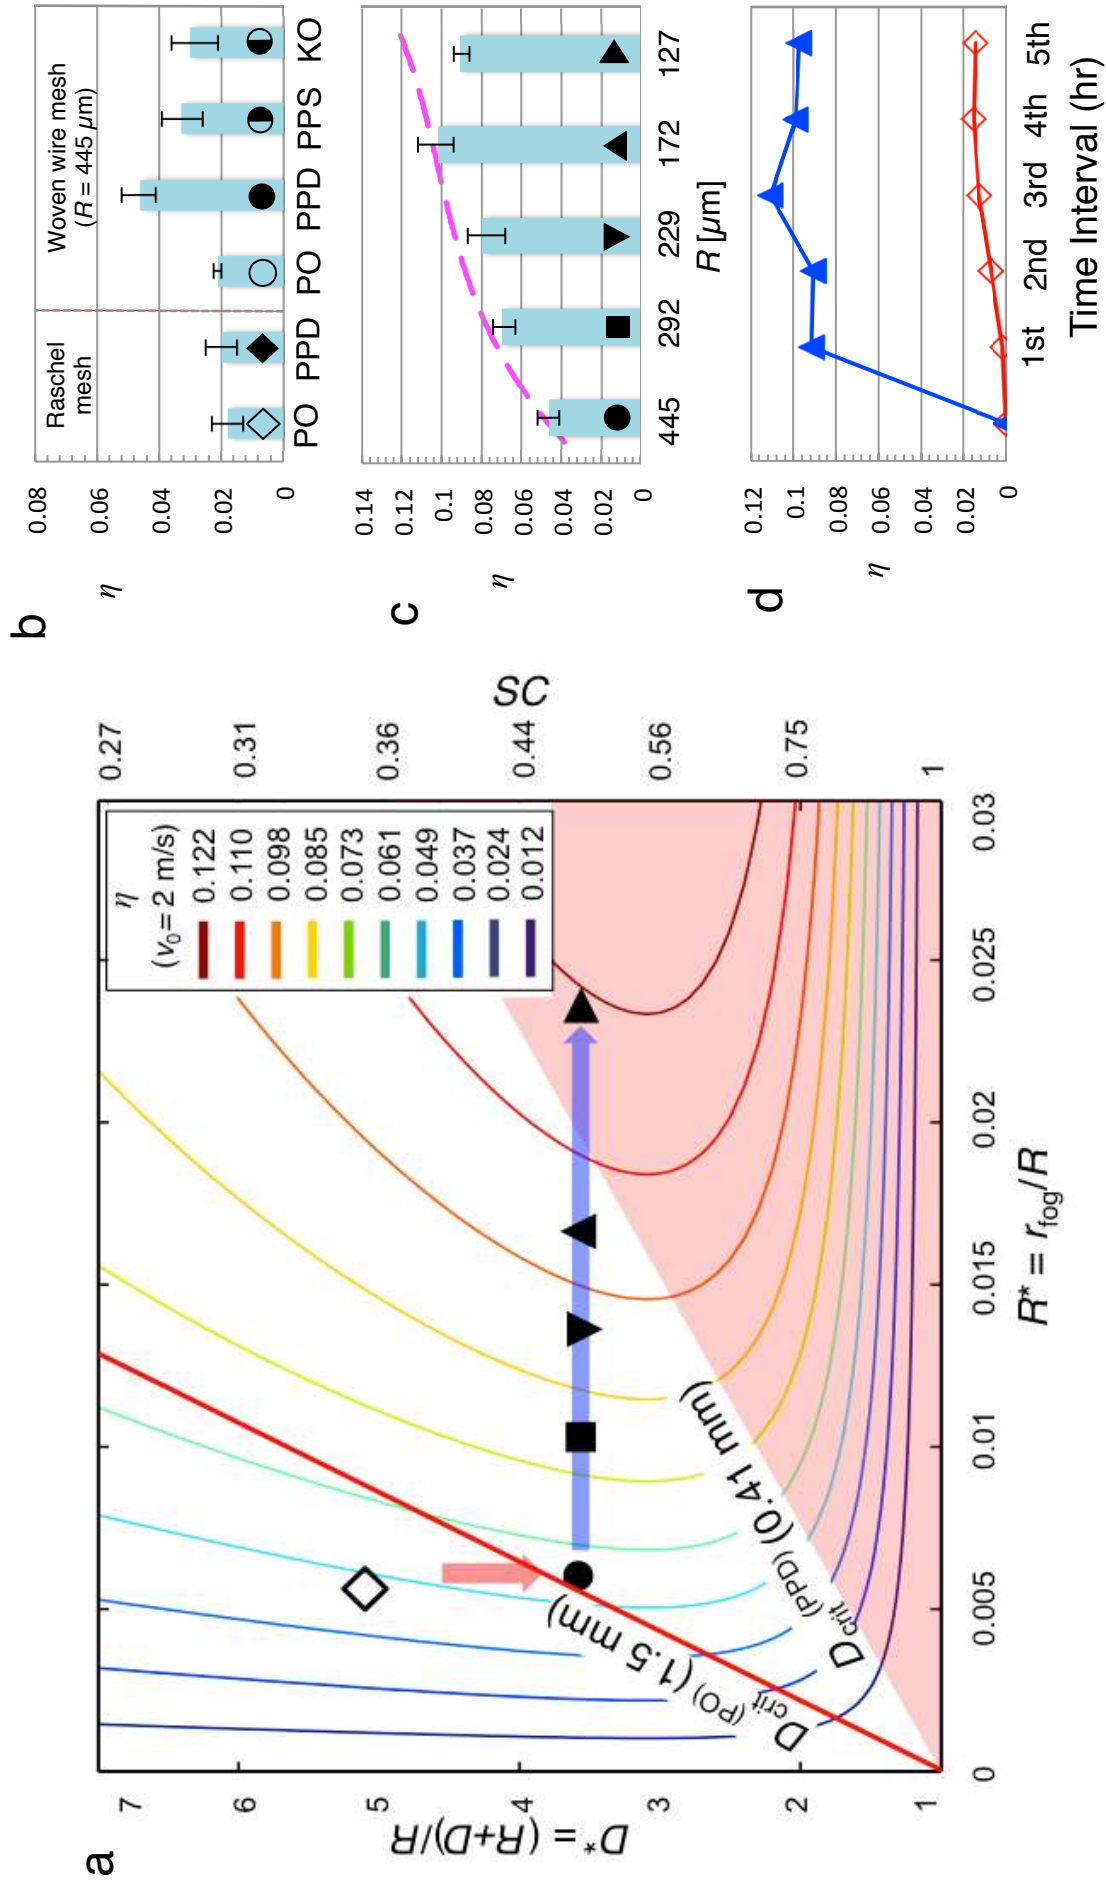 a
D* = (R+D)/R
7
6
5
4
3
2
1
0
0.005
0.01
0.015
0.02
0.025
0.03
R* = r_fog/R
0.27
0.31
0.36
0.44
0.56
0.75
1
SC
η
(v₀= 2 m/s)
0.122
0.110
0.098
0.085
0.073
0.061
0.049
0.037
0.024
0.012
D_crit^(PO) (1.5 mm)
D_crit^(PPD) (0.41 mm)
b
η
0.08
0.06
0.04
0.02
0
Raschel
mesh
Woven wire mesh
(R = 445 μm)
PO PPD PO PPD PPS KO
c
η
0.14
0.12
0.1
0.08
0.06
0.04
0.02
0
445 292 229 172 127
R [μm]
d
η
0.12
0.1
0.08
0.06
0.04
0.02
0
1st 2nd 3rd 4th 5th
Time Interval (hr)